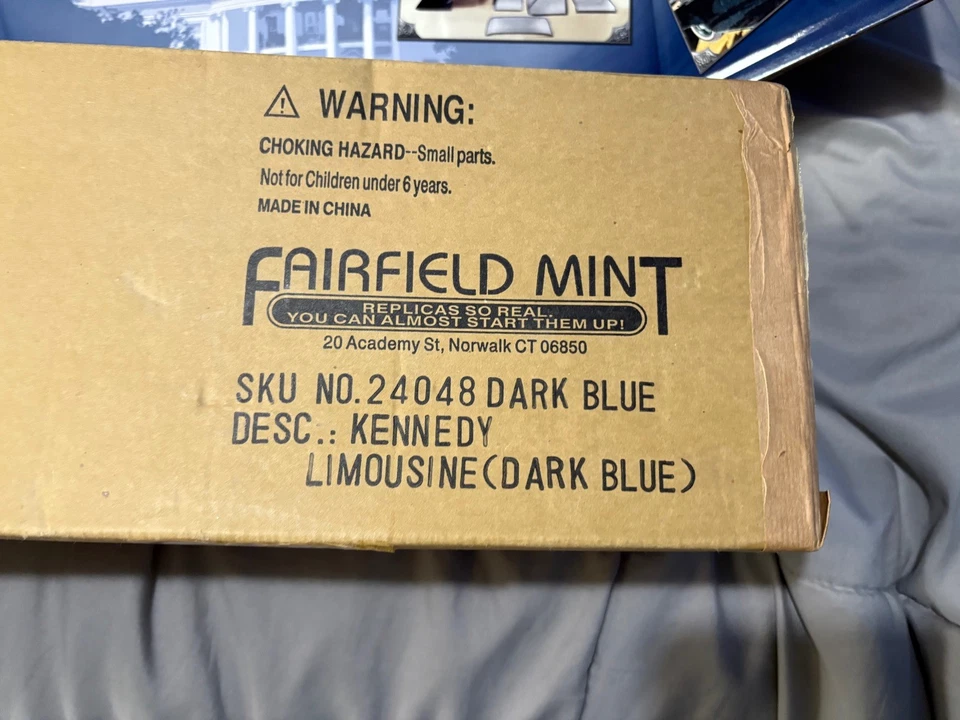 WARNING:
CHOKING HAZARD--Small parts.
Not for Children under 6 years.
MADE IN CHINA
FAIRFIELD MINT
REPLICAS SO REAL.
YOU CAN ALMOST START THEM UP!
20 Academy St, Norwalk CT 06850
SKU NO.24048 DARK BLUE
DESC.: KENNEDY
LIMOUSINE(DARK BLUE)